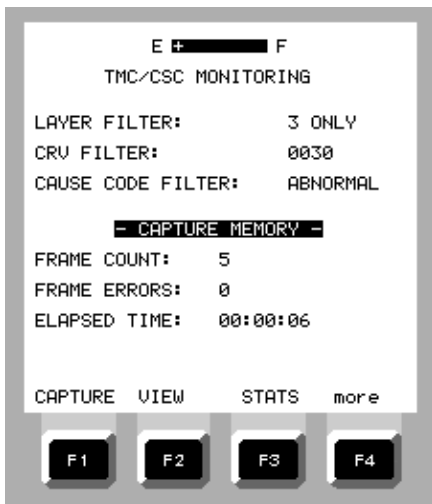 E + F
TMC/CSC MONITORING
LAYER FILTER: 3 ONLY
CRV FILTER: 0030
CAUSE CODE FILTER: ABNORMAL
- CAPTURE MEMORY -
FRAME COUNT: 5
FRAME ERRORS: 0
ELAPSED TIME: 00:00:06
CAPTURE VIEW STATS more
F1 F2 F3 F4